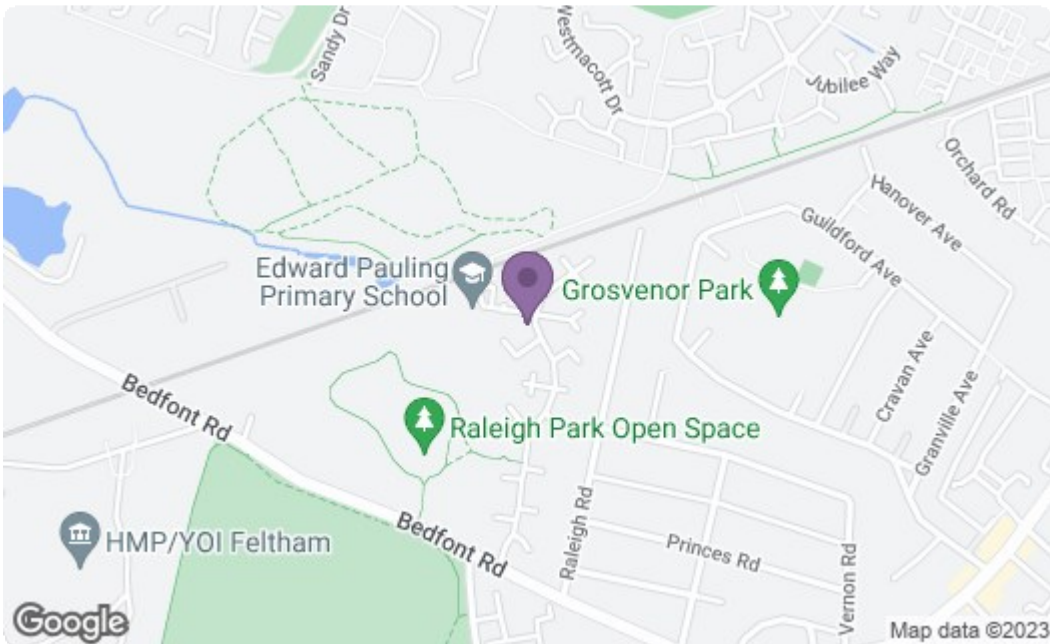 Sandy Dr
Westmacott Dr
Jubilee Way
Orchard Rd
Hanover Ave
Guildford Ave
Edward Pauling
Primary School
Grosvenor Park
Cravan Ave
Granville Ave
Bedfont Rd
Raleigh Park Open Space
HMP/YOI Feltham
Bedfont Rd
Raleigh Rd
Princes Rd
Vernon Rd
Google
Map data ©2023